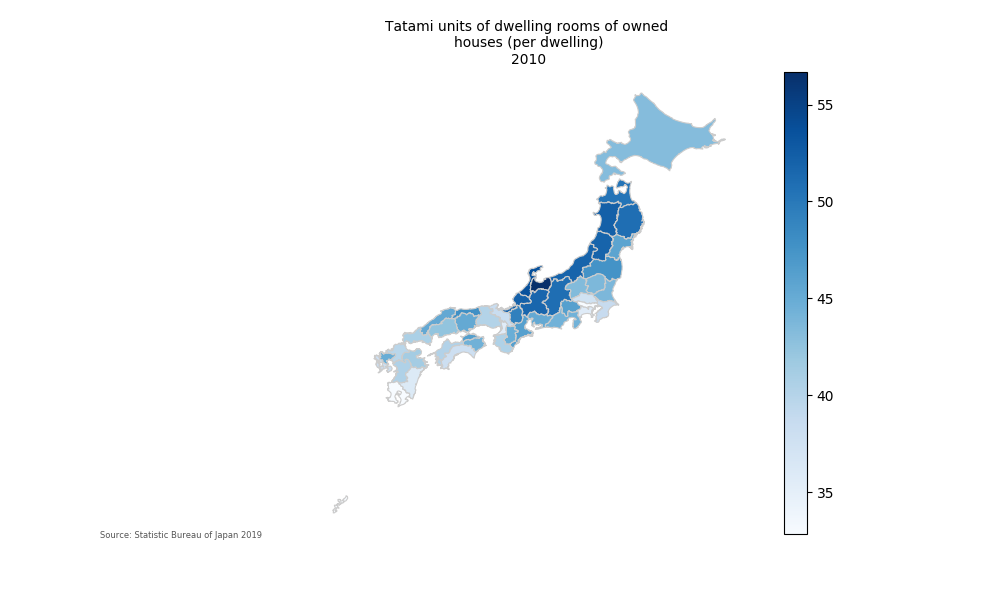 Tatami units of dwelling rooms of owned
houses (per dwelling)
2010
55
50
45
40
35
Source: Statistic Bureau of Japan 2019